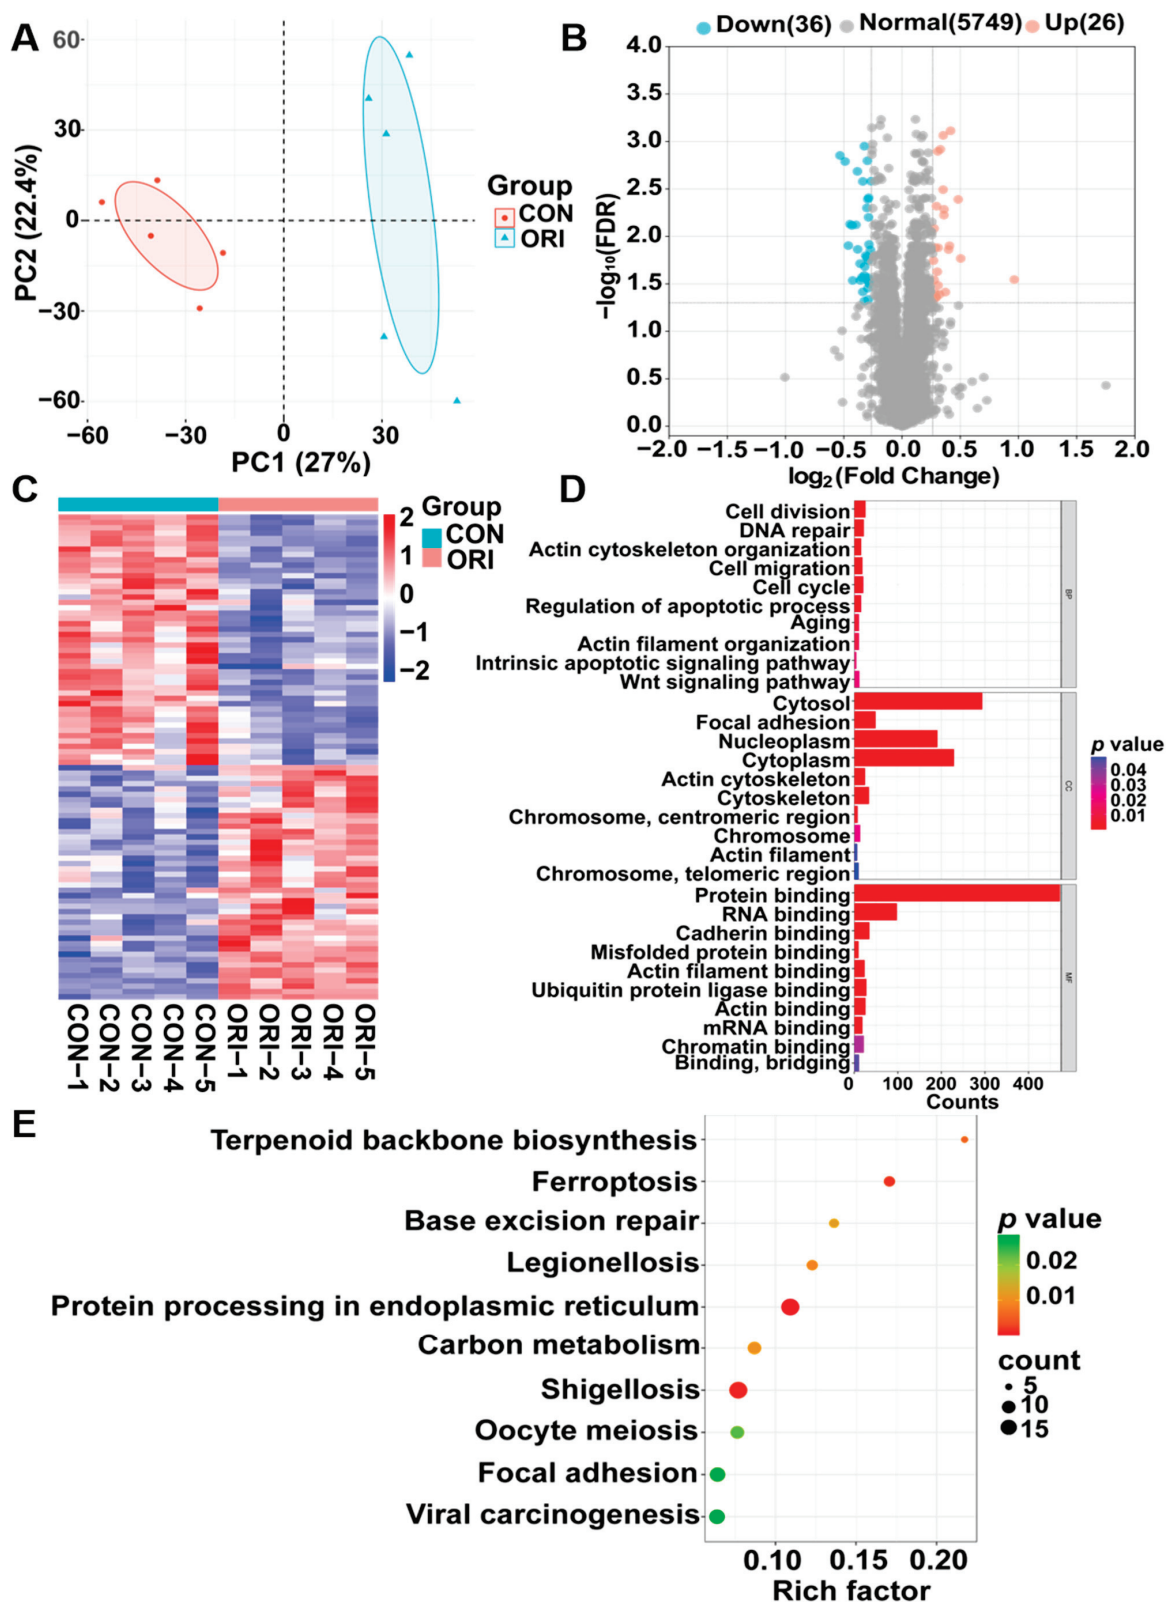 A
60
30
0
−30
−60
−60
−30
0
30
PC2 (22.4%)
PC1 (27%)
Group
CON
ORI
B
Down(36) Normal(5749) Up(26)
4.0
3.5
3.0
2.5
2.0
1.5
1.0
0.5
0.0
−log₁₀(FDR)
−2.0 −1.5 −1.0 −0.5 0.0 0.5 1.0 1.5 2.0
log₂(Fold Change)
C
Group
CON
ORI
2
1
0
−1
−2
CON−1
CON−2
CON−3
CON−4
CON−5
ORI−1
ORI−2
ORI−3
ORI−4
ORI−5
D
Cell division
DNA repair
Actin cytoskeleton organization
Cell migration
Cell cycle
Regulation of apoptotic process
Aging
Actin filament organization
Intrinsic apoptotic signaling pathway
Wnt signaling pathway
BP
Cytosol
Focal adhesion
Nucleoplasm
Cytoplasm
Actin cytoskeleton
Cytoskeleton
Chromosome, centromeric region
Chromosome
Actin filament
Chromosome, telomeric region
CC
Protein binding
RNA binding
Cadherin binding
Misfolded protein binding
Actin filament binding
Ubiquitin protein ligase binding
Actin binding
mRNA binding
Chromatin binding
Binding, bridging
MF
0 100 200 300 400
Counts
p value
0.04
0.03
0.02
0.01
E
Terpenoid backbone biosynthesis
Ferroptosis
Base excision repair
Legionellosis
Protein processing in endoplasmic reticulum
Carbon metabolism
Shigellosis
Oocyte meiosis
Focal adhesion
Viral carcinogenesis
0.10 0.15 0.20
Rich factor
p value
0.02
0.01
count
5
10
15